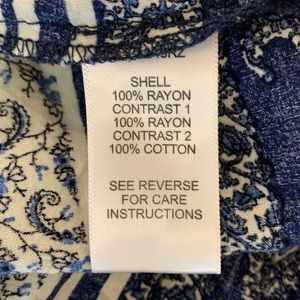 SHELL
100% RAYON
CONTRAST 1
100% RAYON
CONTRAST 2
100% COTTON
SEE REVERSE
FOR CARE
INSTRUCTIONS